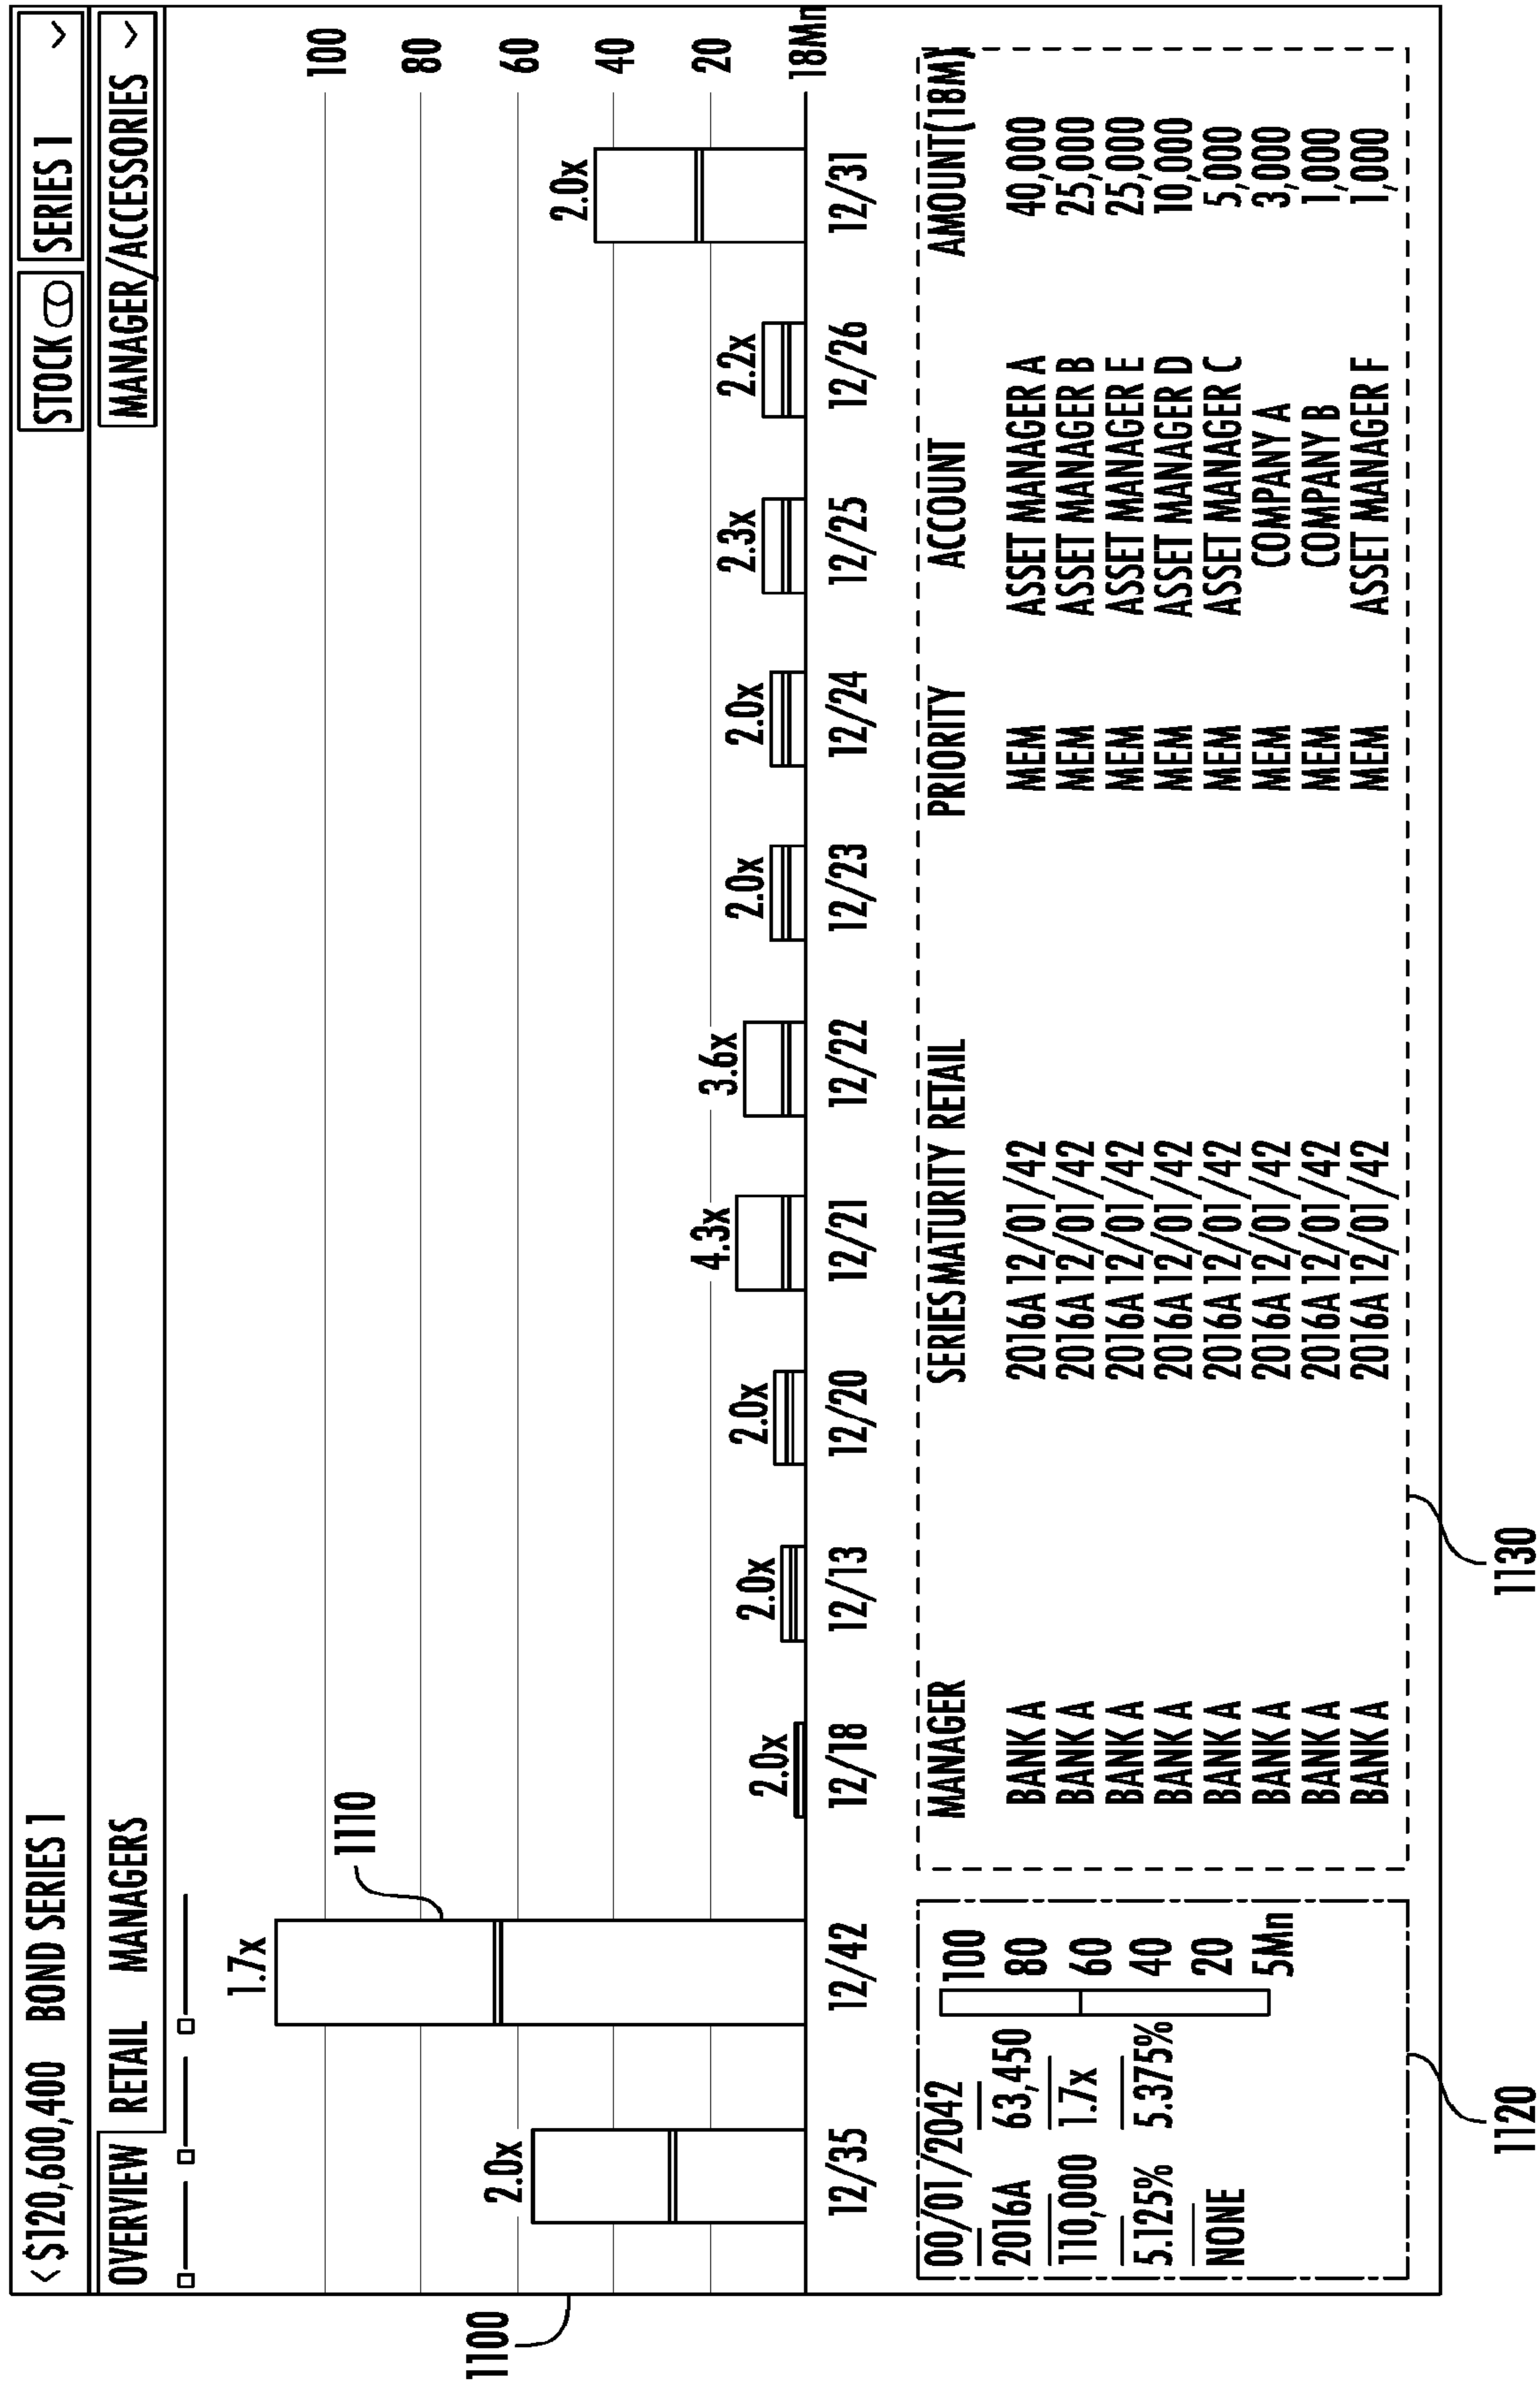 < $120,600,400 BOND SERIES 1 STOCK SERIES 1
OVERVIEW RETAIL MANAGERS MANAGER/ACCESSORIES
1100
1110
100
80
60
40
20
18Mn
2.0x 1.7x 2.0x 2.0x 2.0x 4.3x 3.6x 2.0x 2.0x 2.3x 2.2x 2.0x
12/35 12/42 12/18 12/13 12/20 12/21 12/22 12/23 12/24 12/25 12/26 12/31
00/01/2042
2016A 63,450
110,000 1.7x
5.125% 5.375%
NONE
100
80
60
40
20
5Mn
1120
MANAGER SERIES MATURITY RETAIL PRIORITY ACCOUNT AMOUNT(18M)
BANK A 2016A 12/01/42 MEM ASSET MANAGER A 40,000
BANK A 2016A 12/01/42 MEM ASSET MANAGER B 25,000
BANK A 2016A 12/01/42 MEM ASSET MANAGER E 25,000
BANK A 2016A 12/01/42 MEM ASSET MANAGER D 10,000
BANK A 2016A 12/01/42 MEM ASSET MANAGER C 5,000
BANK A 2016A 12/01/42 MEM COMPANY A 3,000
BANK A 2016A 12/01/42 MEM COMPANY B 1,000
BANK A 2016A 12/01/42 MEM ASSET MANAGER F 1,000
1130